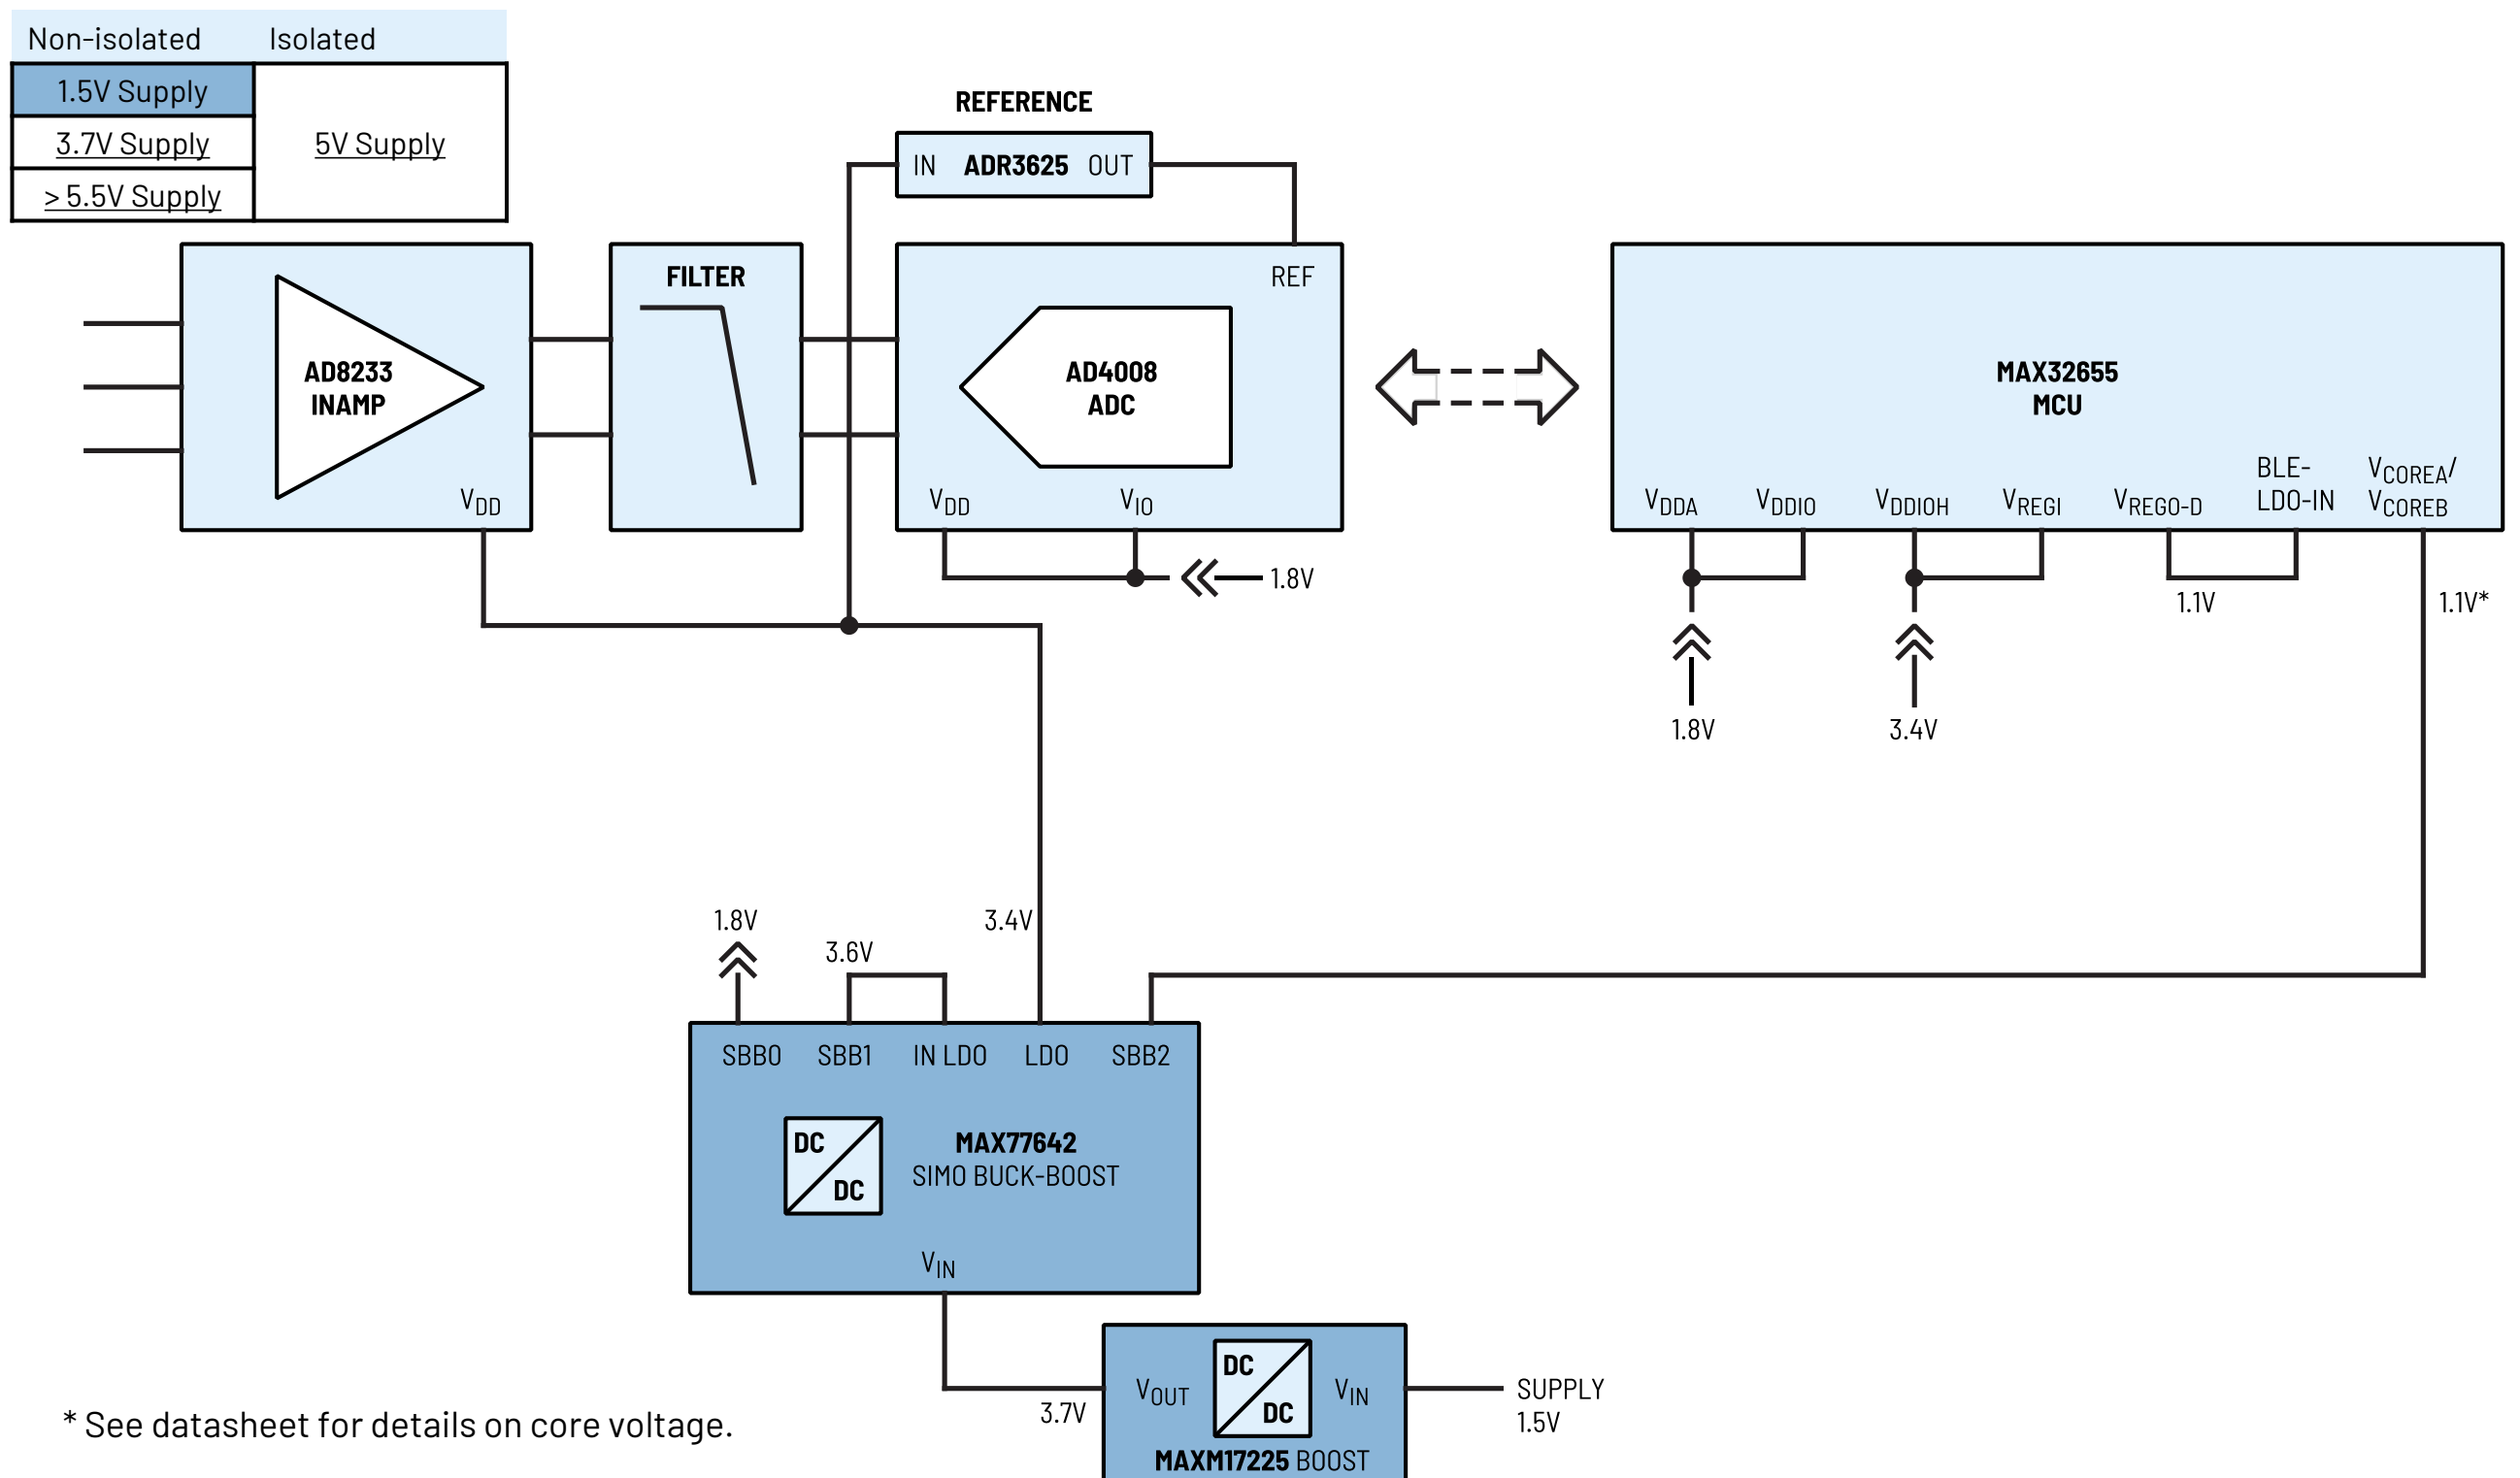 Non-isolated Isolated
1.5V Supply
3.7V Supply 5V Supply
> 5.5V Supply
REFERENCE
IN ADR3625 OUT
FILTER
REF
AD8233
INAMP
AD4008
ADC
MAX32655
MCU
VDD
VDD VIO
VDDA VDDIO VDDIOH VREGI VREGO-D
BLE-
LDO-IN
VCOREA/
VCOREB
1.8V
1.1V 1.1V*
1.8V 3.4V
1.8V
3.6V
3.4V
SBB0 SBB1 IN LDO LDO SBB2
DC
DC
MAX77642
SIMO BUCK-BOOST
VIN
3.7V
VOUT
DC
DC
VIN
MAXM17225 BOOST
SUPPLY
1.5V
* See datasheet for details on core voltage.